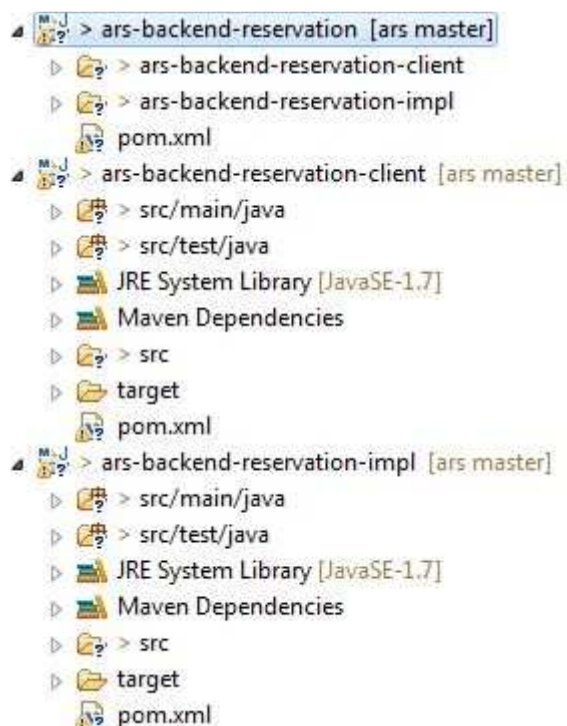 > ars-backend-reservation [ars master]
> ars-backend-reservation-client
> ars-backend-reservation-impl
pom.xml
> ars-backend-reservation-client [ars master]
> src/main/java
> src/test/java
JRE System Library [JavaSE-1.7]
Maven Dependencies
> src
target
pom.xml
> ars-backend-reservation-impl [ars master]
> src/main/java
> src/test/java
JRE System Library [JavaSE-1.7]
Maven Dependencies
> src
target
pom.xml